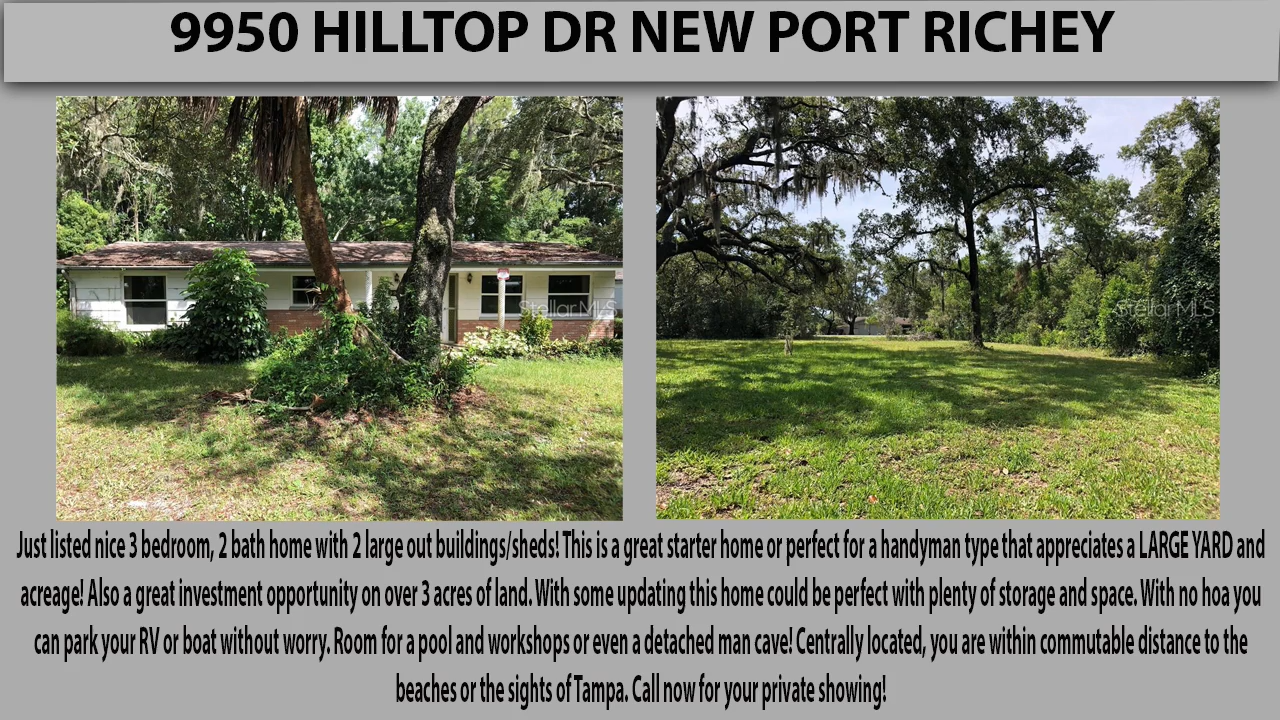 9950 HILLTOP DR NEW PORT RICHEY
StellarMLS
StellarMLS
Just listed nice 3 bedroom, 2 bath home with 2 large out buildings/sheds! This is a great starter home or perfect for a handyman type that appreciates a LARGE YARD and
acreage! Also a great investment opportunity on over 3 acres of land. With some updating this home could be perfect with plenty of storage and space. With no hoa you
can park your RV or boat without worry. Room for a pool and workshops or even a detached man cave! Centrally located, you are within commutable distance to the
beaches or the sights of Tampa. Call now for your private showing!